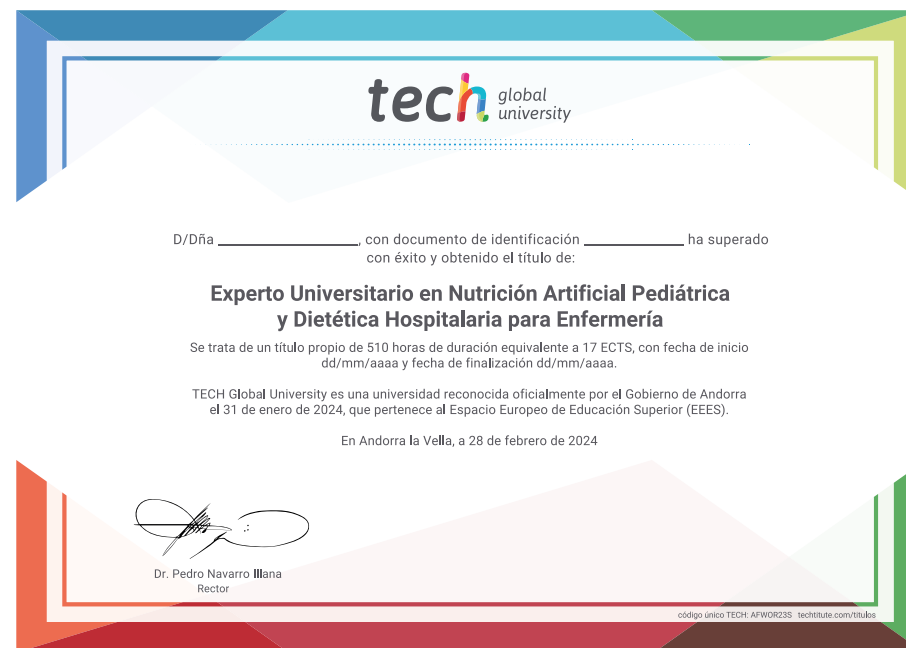 tech global university
D/Dña ______________, con documento de identificación __________ ha superado
con éxito y obtenido el título de:
Experto Universitario en Nutrición Artificial Pediátrica
y Dietética Hospitalaria para Enfermería
Se trata de un título propio de 510 horas de duración equivalente a 17 ECTS, con fecha de inicio
dd/mm/aaaa y fecha de finalización dd/mm/aaaa.
TECH Global University es una universidad reconocida oficialmente por el Gobierno de Andorra
el 31 de enero de 2024, que pertenece al Espacio Europeo de Educación Superior (EEES).
En Andorra la Vella, a 28 de febrero de 2024
Dr. Pedro Navarro Illana
Rector
código único TECH: AFWOR23S techtitute.com/titulos